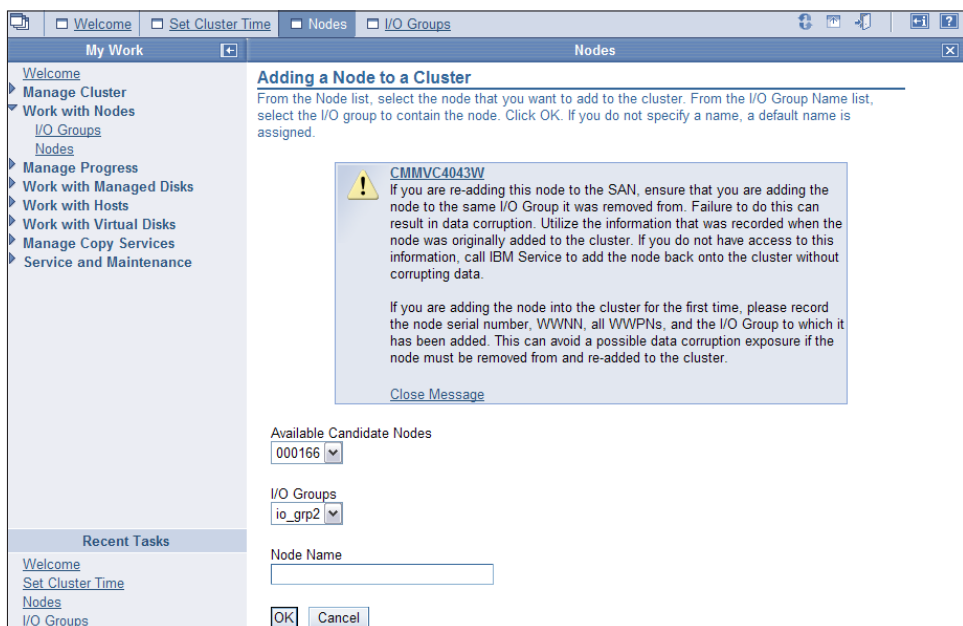 Welcome
Set Cluster Time
Nodes
I/O Groups
My Work
Nodes
Welcome
Manage Cluster
Work with Nodes
I/O Groups
Nodes
Manage Progress
Work with Managed Disks
Work with Hosts
Work with Virtual Disks
Manage Copy Services
Service and Maintenance
Recent Tasks
Welcome
Set Cluster Time
Nodes
I/O Groups
Adding a Node to a Cluster
From the Node list, select the node that you want to add to the cluster. From the I/O Group Name list,
select the I/O group to contain the node. Click OK. If you do not specify a name, a default name is
assigned.
CMMVC4043W
If you are re-adding this node to the SAN, ensure that you are adding the
node to the same I/O Group it was removed from. Failure to do this can
result in data corruption. Utilize the information that was recorded when the
node was originally added to the cluster. If you do not have access to this
information, call IBM Service to add the node back onto the cluster without
corrupting data.
If you are adding the node into the cluster for the first time, please record
the node serial number, WWNN, all WWPNs, and the I/O Group to which it
has been added. This can avoid a possible data corruption exposure if the
node must be removed from and re-added to the cluster.
Close Message
Available Candidate Nodes
000166
I/O Groups
io_grp2
Node Name
OK
Cancel